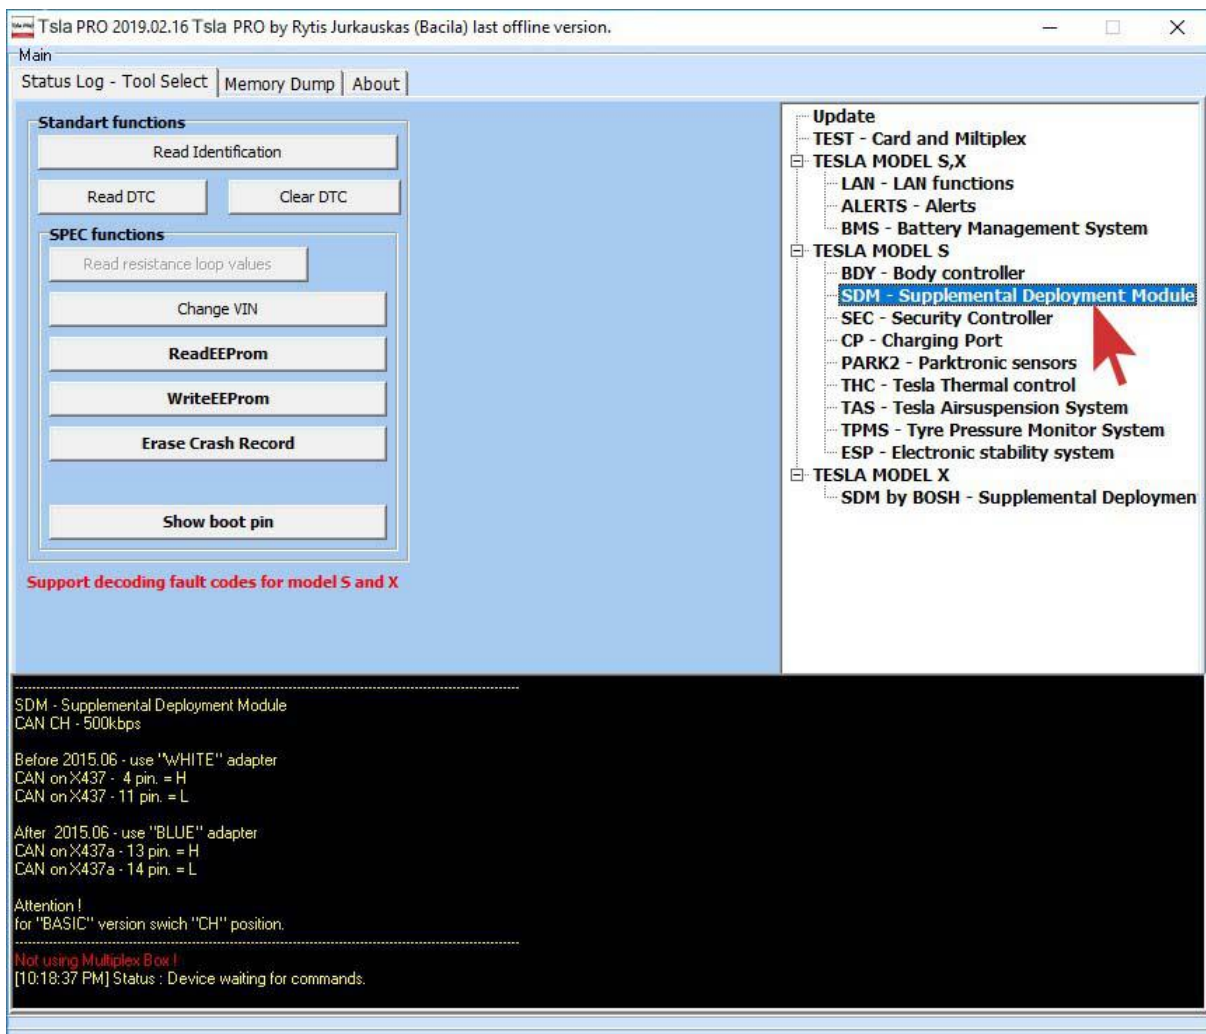 Tsla PRO 2019.02.16 Tsla PRO by Rytis Jurkauskas (Bacila) last offline version.
Main
Status Log - Tool Select
Memory Dump
About
Standart functions
Read Identification
Read DTC
Clear DTC
SPEC functions
Read resistance loop values
Change VIN
ReadEEProm
WriteEEProm
Erase Crash Record
Show boot pin
Support decoding fault codes for model S and X
Update
TEST - Card and Miltiplex
TESLA MODEL S,X
LAN - LAN functions
ALERTS - Alerts
BMS - Battery Management System
TESLA MODEL S
BDY - Body controller
SDM - Supplemental Deployment Module
SEC - Security Controller
CP - Charging Port
PARK2 - Parktronic sensors
THC - Tesla Thermal control
TAS - Tesla Airsuspension System
TPMS - Tyre Pressure Monitor System
ESP - Electronic stability system
TESLA MODEL X
SDM by BOSH - Supplemental Deploymen
SDM - Supplemental Deployment Module
CAN CH - 500kbps
Before 2015.06 - use "WHITE" adapter
CAN on X437 - 4 pin. = H
CAN on X437 - 11 pin. = L
After 2015.06 - use "BLUE" adapter
CAN on X437a - 13 pin. = H
CAN on X437a - 14 pin. = L
Attention !
for "BASIC" version swich "CH" position.
Not using Multiplex Box !
[10:18:37 PM] Status : Device waiting for commands.